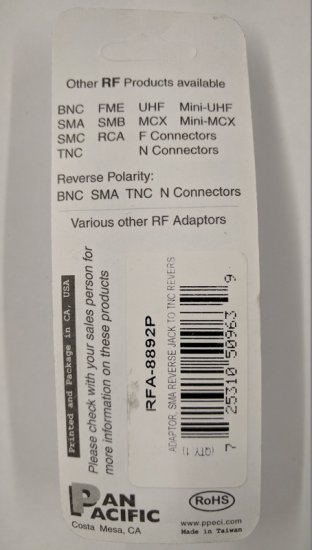 Other RF Products available
BNC FME UHF Mini-UHF
SMA SMB MCX Mini-MCX
SMC RCA F Connectors
TNC N Connectors
Reverse Polarity:
BNC SMA TNC N Connectors
Various other RF Adaptors
Printed and Package in CA, USA
Please check with your sales person for
more information on these products
RFA-8892P
ADAPTOR SMA REVERSE JACK TO TNC REVERS
(QTY 1)
7 25310 50963 9
PAN
PACIFIC
Costa Mesa, CA
RoHS
www.ppeci.com
Made in Taiwan